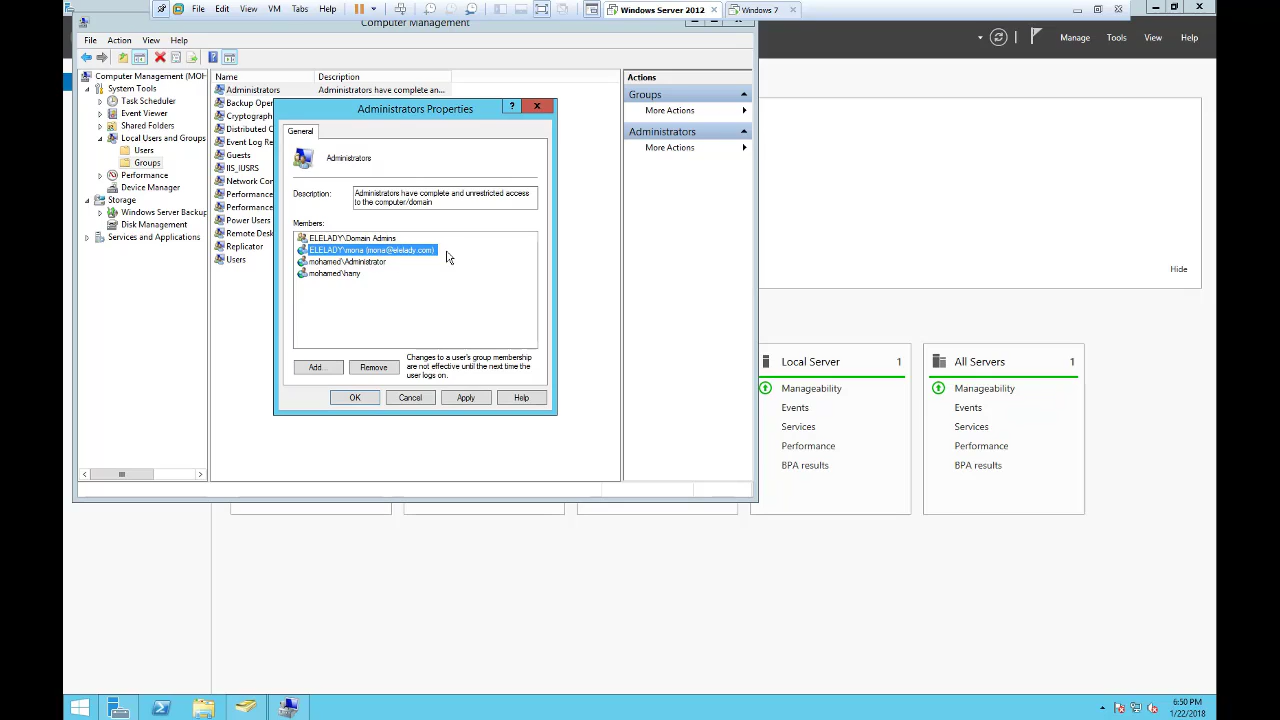 File Edit View VM Tabs Help
Windows Server 2012
Windows 7
Computer Management
File Action View Help
Manage Tools View Help
Computer Management (MOH
System Tools
Task Scheduler
Event Viewer
Shared Folders
Local Users and Groups
Users
Groups
Performance
Device Manager
Storage
Windows Server Backup
Disk Management
Services and Applications
Name Description
Administrators Administrators have complete an...
Backup Oper
Cryptograph
Distributed C
Event Log Re
Guests
IIS_IUSRS
Network Con
Performance
Performance
Power Users
Remote Desk
Replicator
Users
Actions
Groups
More Actions
Administrators
More Actions
Administrators Properties
General
Administrators
Description:
Administrators have complete and unrestricted access
to the computer/domain
Members:
ELELADY\Domain Admins
ELELADY\mona (mona@elelady.com)
mohamed\Administrator
mohamed\hany
Add...
Remove
Changes to a user's group membership
are not effective until the next time the
user logs on.
OK Cancel Apply Help
Hide
Local Server 1
Manageability
Events
Services
Performance
BPA results
All Servers 1
Manageability
Events
Services
Performance
BPA results
6:50 PM
1/22/2018